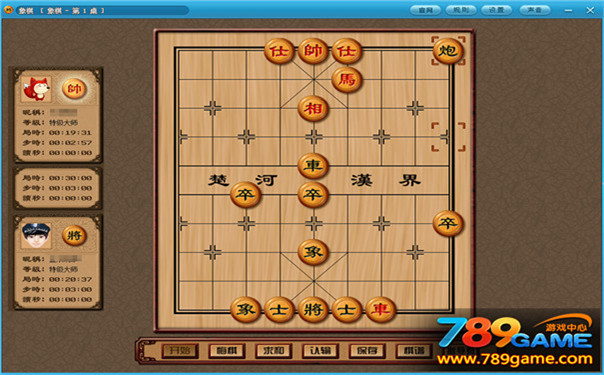 象棋 [ 象棋 - 第 1 桌 ]
官网 规则 设置 声音
帥
昵称:
等级: 特级大师
局时: 00:19:31
步时: 00:02:57
读秒: 00:00:00
局时: 00:30:00
步时: 00:03:00
读秒: 00:00:00
將
昵称:
等级: 特级大师
局时: 00:20:37
步时: 00:03:00
读秒: 00:00:00
仕 帥 仕 炮
馬
相
車
楚 河 漢 界
卒 卒
卒
象
象 士 將 士 車
开始 悔棋 求和 认输 保存 棋谱
789GAME
游戏中心
www.789game.com